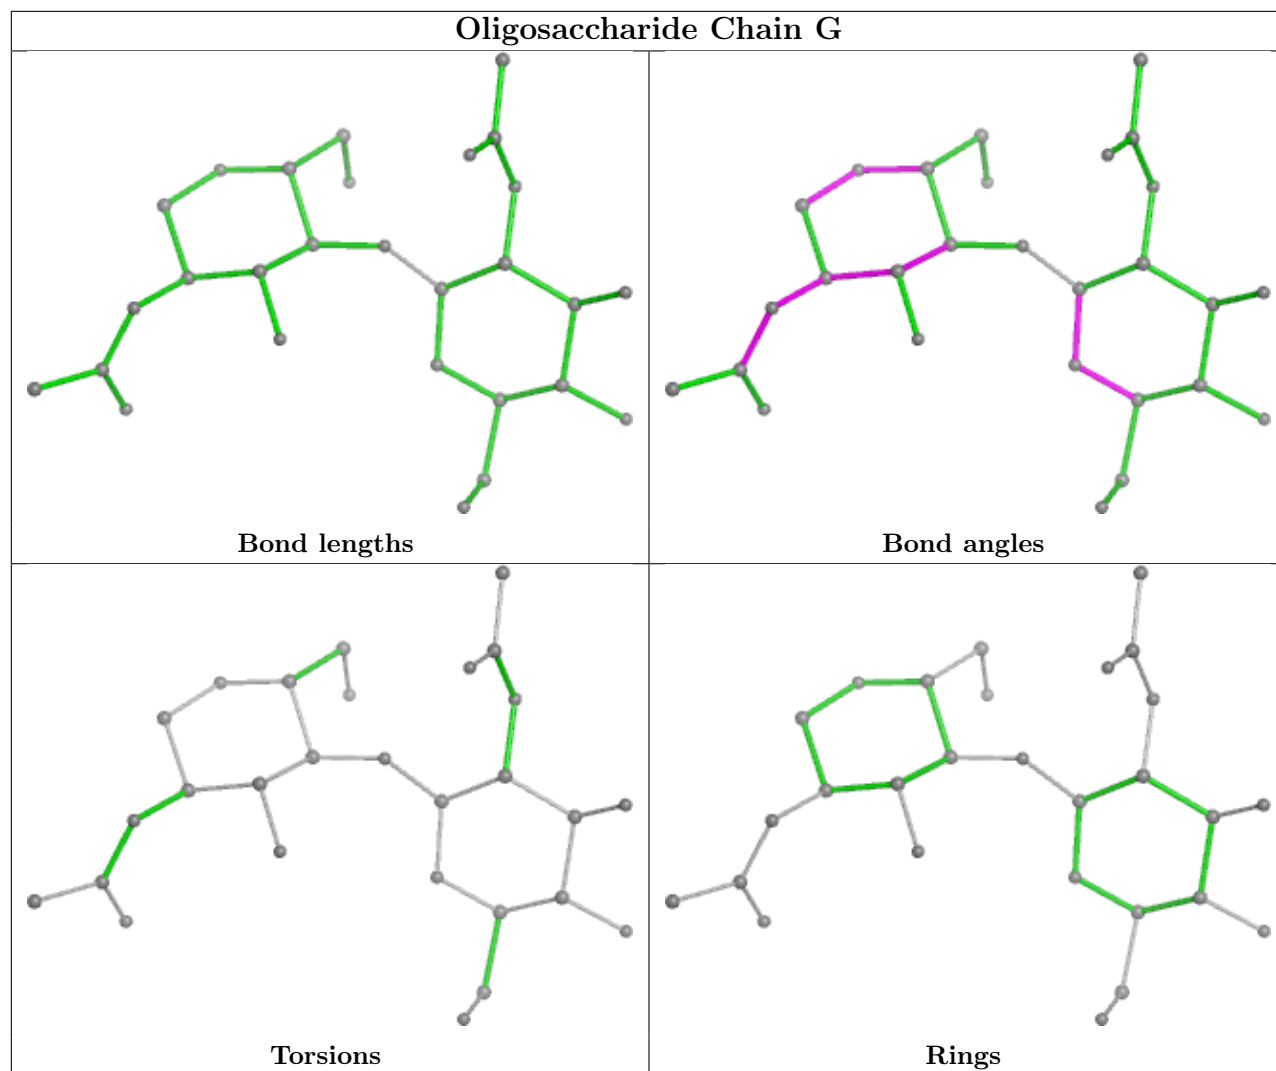 Oligosaccharide Chain G
Bond lengths
Bond angles
Torsions
Rings